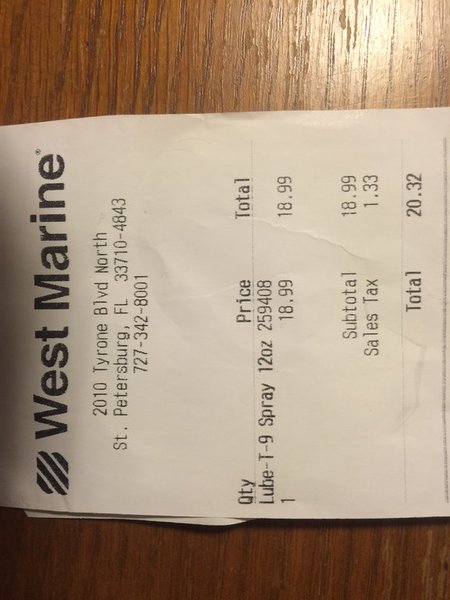 West Marine®
2010 Tyrone Blvd North
St. Petersburg, FL 33710-4843
727-342-8001
Qty Price Total
Lube-T-9 Spray 12oz 259408
1 18.99 18.99
Subtotal 18.99
Sales Tax 1.33
Total 20.32